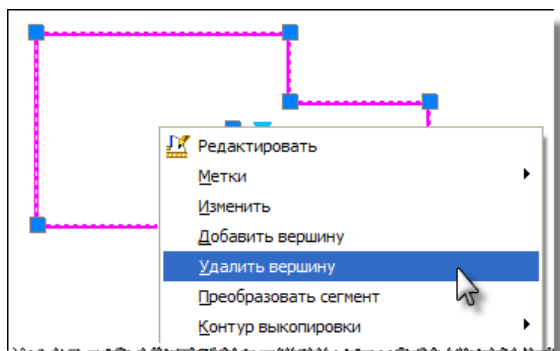 Редактировать
Метки
Изменить
Добавить вершину
Удалить вершину
Преобразовать сегмент
Контур выкопировки